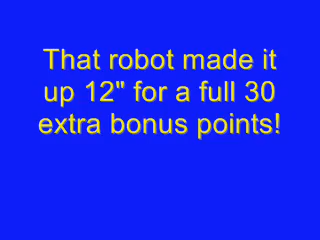 That robot made it
up 12" for a full 30
extra bonus points!